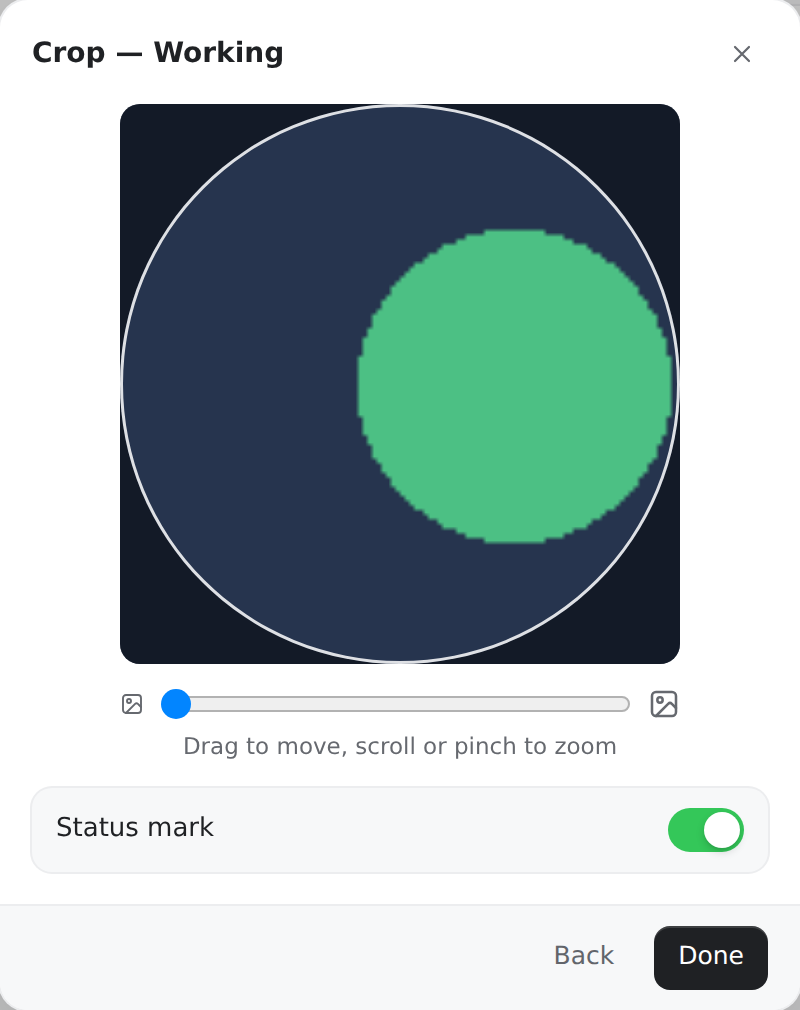 Crop — Working
Drag to move, scroll or pinch to zoom
Status mark
Back
Done